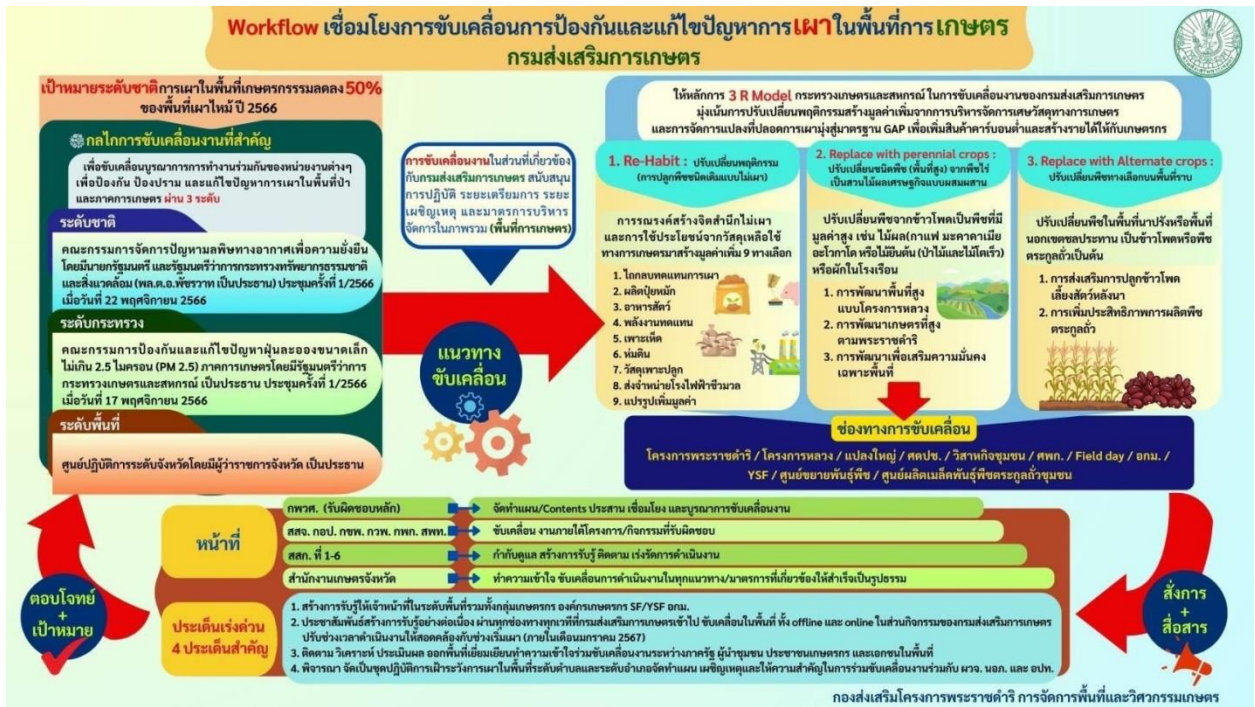 Workflow เชื่อมโยงการขับเคลื่อนการป้องกันและแก้ไขปัญหาการเผาในพื้นที่การเกษตร
กรมส่งเสริมการเกษตร
เป้าหมายระดับชาติการเผาในพื้นที่เกษตรกรรรมลดลง 50%
ของพื้นที่เผาไหม้ ปี 2566
กลไกการขับเคลื่อนงานที่สำคัญ
เพื่อขับเคลื่อนบูรณาการการทำงานร่วมกันของหน่วยงานต่างๆ
เพื่อป้องกัน ป้องปราม และแก้ไขปัญหาการเผาในพื้นที่ป่า
และภาคการเกษตร ผ่าน 3 ระดับ
ระดับชาติ
คณะกรรมการจัดการปัญหามลพิษทางอากาศเพื่อความยั่งยืน
โดยมีนายกรัฐมนตรี และรัฐมนตรีว่าการกระทรวงทรัพยากรธรรมชาติ
และสิ่งแวดล้อม (พล.ต.อ.พัชรวาท เป็นประธาน) ประชุมครั้งที่ 1/2566
เมื่อวันที่ 22 พฤศจิกายน 2566
ระดับกระทรวง
คณะกรรมการป้องกันและแก้ไขปัญหาฝุ่นละอองขนาดเล็ก
ไม่เกิน 2.5 ไมครอน (PM 2.5) ภาคการเกษตรโดยมีรัฐมนตรีว่าการ
กระทรวงเกษตรและสหกรณ์ เป็นประธาน ประชุมครั้งที่ 1/2566
เมื่อวันที่ 17 พฤศจิกายน 2566
ระดับพื้นที่
ศูนย์ปฏิบัติการระดับจังหวัดโดยมีผู้ว่าราชการจังหวัด เป็นประธาน
การขับเคลื่อนงานในส่วนที่เกี่ยวข้อง
กับกรมส่งเสริมการเกษตร สนับสนุน
การปฏิบัติ ระยะเตรียมการ ระยะ
เผชิญเหตุ และมาตรการบริหาร
จัดการในภาพรวม (พื้นที่การเกษตร)
แนวทาง
ขับเคลื่อน
ให้หลักการ 3 R Model กระทรวงเกษตรและสหกรณ์ ในการขับเคลื่อนงานของกรมส่งเสริมการเกษตร
มุ่งเน้นการปรับเปลี่ยนพฤติกรรมสร้างมูลค่าเพิ่มจากการบริหารจัดการเศษวัสดุทางการเกษตร
และการจัดการแปลงที่ปลอดการเผามุ่งสู่มาตรฐาน GAP เพื่อเพิ่มสินค้าคาร์บอนต่ำและสร้างรายได้ให้กับเกษตรกร
1. Re-Habit : ปรับเปลี่ยนพฤติกรรม
(การปลูกพืชชนิดเดิมแบบไม่เผา)
การณรงค์สร้างจิตสำนึกไม่เผา
และการใช้ประโยชน์จากวัสดุเหลือใช้
ทางการเกษตรมาสร้างมูลค่าเพิ่ม 9 ทางเลือก
1. ไถกลบทดแทนการเผา
2. ผลิตปุ๋ยหมัก
3. อาหารสัตว์
4. พลังงานทดแทน
5. เพาะเห็ด
6. ห่มดิน
7. วัสดุเพาะปลูก
8. ส่งจำหน่ายโรงไฟฟ้าชีวมวล
9. แปรรูปเพิ่มมูลค่า
2. Replace with perennial crops :
ปรับเปลี่ยนชนิดพืช (พื้นที่สูง) จากพืชไร่
เป็นสวนไม้ผลเศรษฐกิจแบบผสมผสาน
ปรับเปลี่ยนพืชจากข้าวโพดเป็นพืชที่มี
มูลค่าสูง เช่น ไม้ผล(กาแฟ มะคาดาเมีย
อะโวกาโด หรือไม้ยืนต้น (ป่าไม้และไม้โตเร็ว)
หรือผักในโรงเรือน
1. การพัฒนาพื้นที่สูง
แบบโครงการหลวง
2. การพัฒนาเกษตรที่สูง
ตามพระราชดำริ
3. การพัฒนาเพื่อเสริมความมั่นคง
เฉพาะพื้นที่
3. Replace with Alternate crops :
ปรับเปลี่ยนพืชทางเลือกบนพื้นที่ราบ
ปรับเปลี่ยนพืชในพื้นที่นาปรังหรือพื้นที่
นอกเขตชลประทาน เป็นข้าวโพดหรือพืช
ตระกูลถั่วเป็นต้น
1. การส่งเสริมการปลูกข้าวโพด
เลี้ยงสัตว์หลังนา
2. การเพิ่มประสิทธิภาพการผลิตพืช
ตระกูลถั่ว
ช่องทางการขับเคลื่อน
โครงการพระราชดำริ / โครงการหลวง / แปลงใหญ่ / ศดปช. / วิสาหกิจชุมชน / ศพก. / Field day / อกม. /
YSF / ศูนย์ขยายพันธุ์พืช / ศูนย์ผลิตเมล็ดพันธุ์พืชตระกูลถั่วชุมชน
หน้าที่
กพวศ. (รับผิดชอบหลัก) จัดทำแผน/Contents ประสาน เชื่อมโยง และบูรณาการขับเคลื่อนงาน
สสจ. กอป. กขพ. กวพ. กพก. สพท. ขับเคลื่อน งานภายใต้โครงการ/กิจกรรมที่รับผิดชอบ
สสก. ที่ 1-6 กำกับดูแล สร้างการรับรู้ ติดตาม เร่งรัดการดำเนินงาน
สำนักงานเกษตรจังหวัด ทำความเข้าใจ ขับเคลื่อนการดำเนินงานในทุกแนวทาง/มาตรการที่เกี่ยวข้องให้สำเร็จเป็นรูปธรรม
ตอบโจทย์
+
เป้าหมาย
ประเด็นเร่งด่วน
4 ประเด็นสำคัญ
1. สร้างการรับรู้ให้เจ้าหน้าที่ในระดับพื้นที่รวมทั้งกลุ่มเกษตรกร องค์กรเกษตรกร SF/YSF อกม.
2. ประชาสัมพันธ์สร้างการรับรู้อย่างต่อเนื่อง ผ่านทุกช่องทางทุกเวทีที่กรมส่งเสริมการเกษตรเข้าไป ขับเคลื่อนในพื้นที่ ทั้ง offline และ online ในส่วนกิจกรรมของกรมส่งเสริมการเกษตร
ปรับช่วงเวลาดำเนินงานให้สอดคล้องกับช่วงเริ่มเผา (ภายในเดือนมกราคม 2567)
3. ติดตาม วิเคราะห์ ประเมินผล ออกพื้นที่เยี่ยมเยียนทำความเข้าใจร่วมขับเคลื่อนงานระหว่างภาครัฐ ผู้นำชุมชน ประชาชนเกษตรกร และเอกชนในพื้นที่
4. พิจารณา จัดเป็นชุดปฏิบัติการเฝ้าระวังการเผาในพื้นที่ระดับตำบลและระดับอำเภอจัดทำแผน เผชิญเหตุและให้ความสำคัญในการร่วมขับเคลื่อนงานร่วมกับ ผวจ. นอภ. และ อปท.
สั่งการ
+
สื่อสาร
กองส่งเสริมโครงการพระราชดำริ การจัดการพื้นที่และวิศวกรรมเกษตร